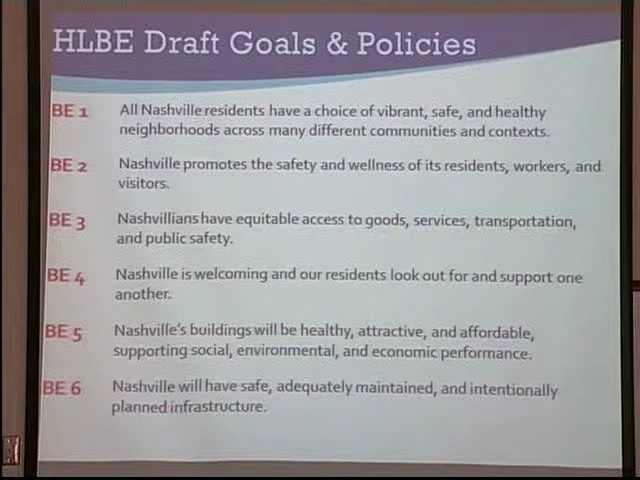 HLBE Draft Goals & Policies
BE 1 All Nashville residents have a choice of vibrant, safe, and healthy
neighborhoods across many different communities and contexts.
BE 2 Nashville promotes the safety and wellness of its residents, workers, and
visitors.
BE 3 Nashvillians have equitable access to goods, services, transportation,
and public safety.
BE 4 Nashville is welcoming and our residents look out for and support one
another.
BE 5 Nashville's buildings will be healthy, attractive, and affordable,
supporting social, environmental, and economic performance.
BE 6 Nashville will have safe, adequately maintained, and intentionally
planned infrastructure.